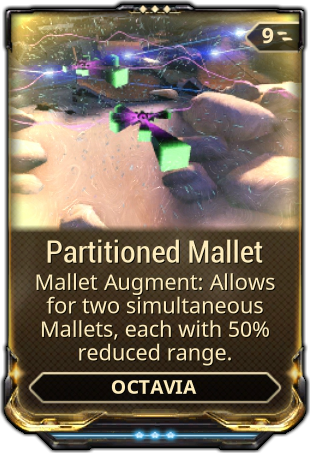 9
Partitioned Mallet
Mallet Augment: Allows
for two simultaneous
Mallets, each with 50%
reduced range.
OCTAVIA